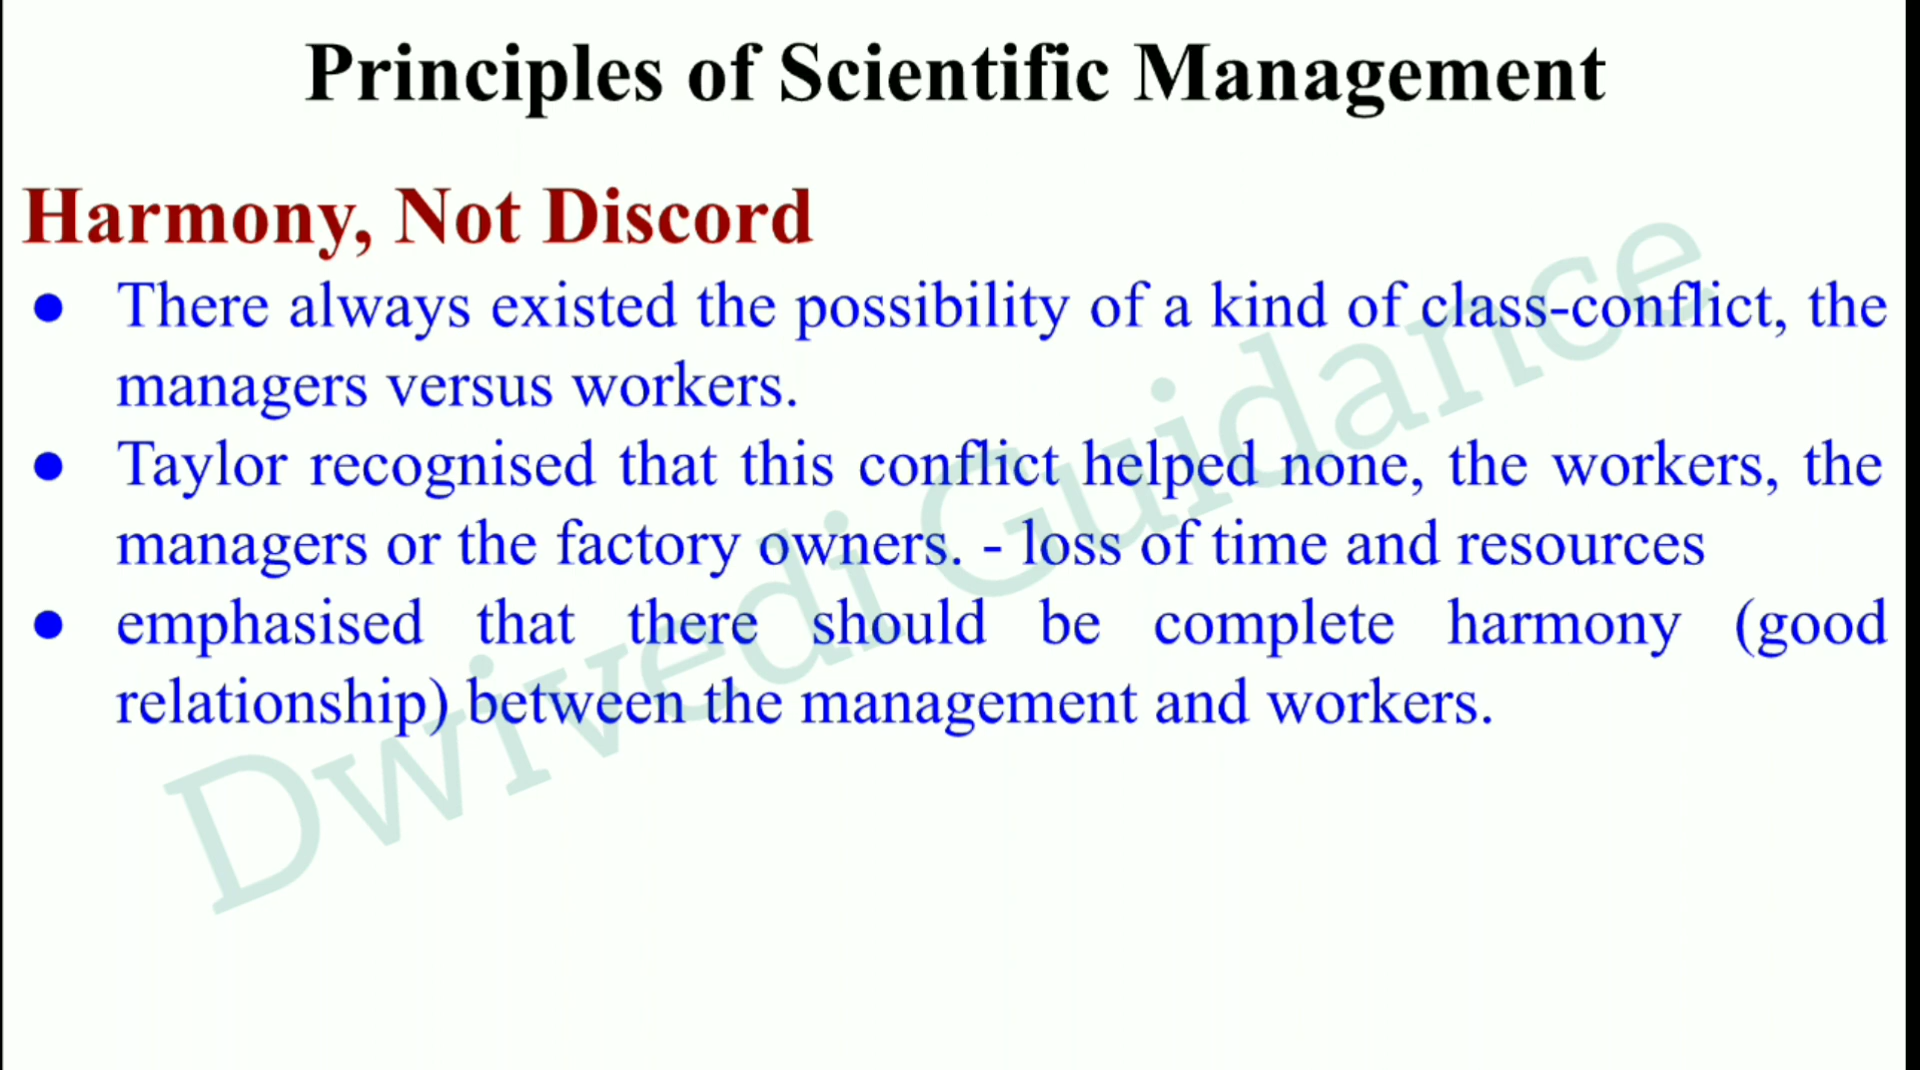 Principles of Scientific Management
Harmony, Not Discord
● There always existed the possibility of a kind of class-conflict, the
managers versus workers.
● Taylor recognised that this conflict helped none, the workers, the
managers or the factory owners. - loss of time and resources
● emphasised that there should be complete harmony (good
relationship) between the management and workers.
Dwivedi Guidance